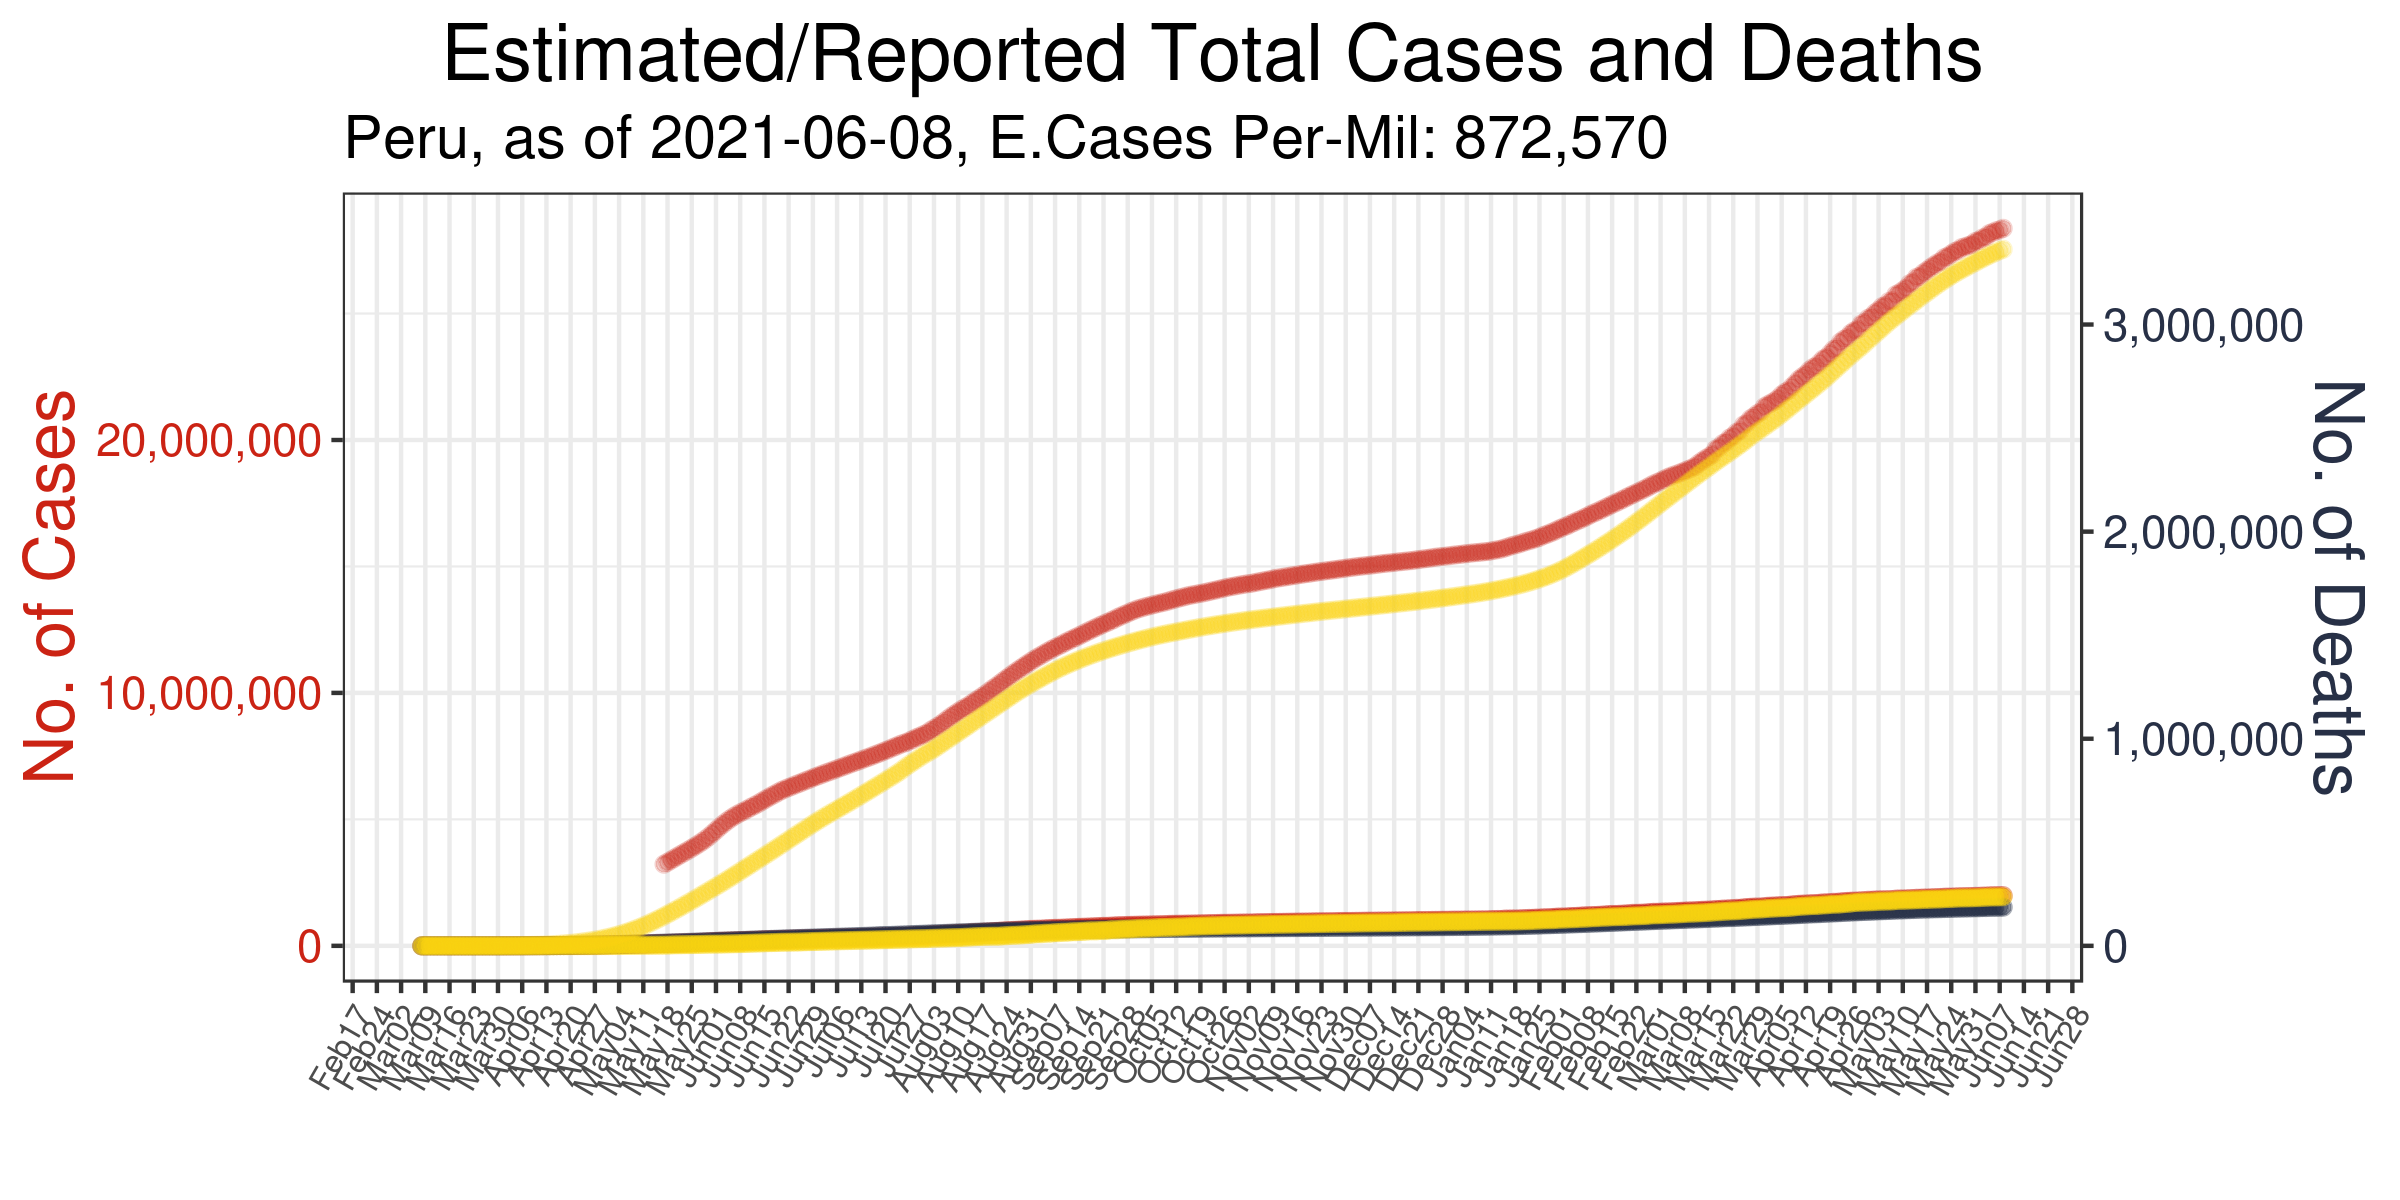 Estimated/Reported Total Cases and Deaths
Peru, as of 2021-06-08, E.Cases Per-Mil: 872,570
No. of Cases
20,000,000
10,000,000
0
3,000,000
2,000,000
1,000,000
0
No. of Deaths
Feb17
Feb24
Mar02
Mar09
Mar16
Mar23
Mar30
Apr06
Apr13
Apr20
Apr27
May04
May11
May18
May25
Jun01
Jun08
Jun15
Jun22
Jun29
Jul06
Jul13
Jul20
Jul27
Aug03
Aug10
Aug17
Aug24
Aug31
Sep07
Sep14
Sep21
Sep28
Oct05
Oct12
Oct19
Oct26
Nov02
Nov09
Nov16
Nov23
Nov30
Dec07
Dec14
Dec21
Dec28
Jan04
Jan11
Jan18
Jan25
Feb01
Feb08
Feb15
Feb22
Mar01
Mar08
Mar15
Mar22
Mar29
Apr05
Apr12
Apr19
Apr26
May03
May10
May17
May24
May31
Jun07
Jun14
Jun21
Jun28